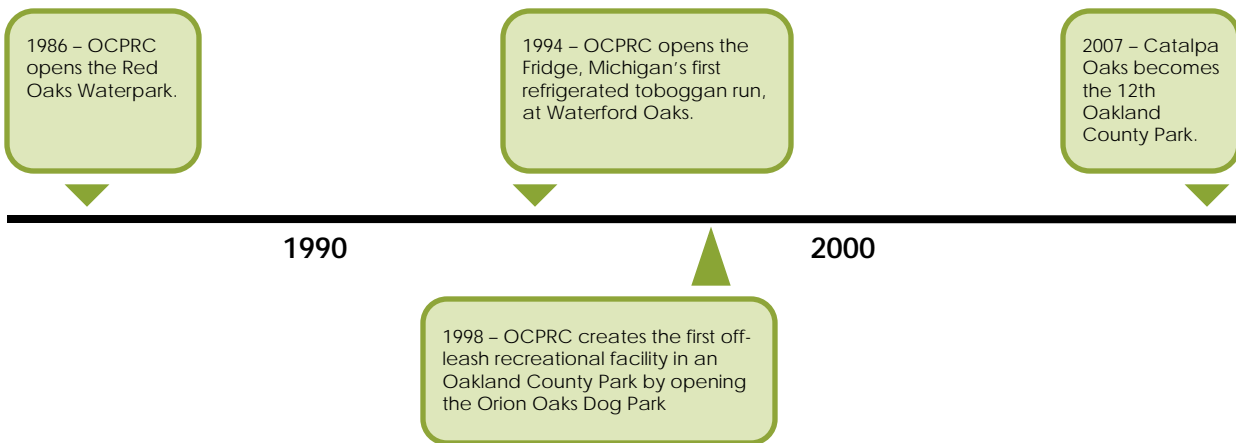 1986 – OCPRC
opens the Red
Oaks Waterpark.
1994 – OCPRC opens the
Fridge, Michigan's first
refrigerated toboggan run,
at Waterford Oaks.
2007 – Catalpa
Oaks becomes
the 12th
Oakland
County Park.
1990
2000
1998 – OCPRC creates the first off-
leash recreational facility in an
Oakland County Park by opening
the Orion Oaks Dog Park